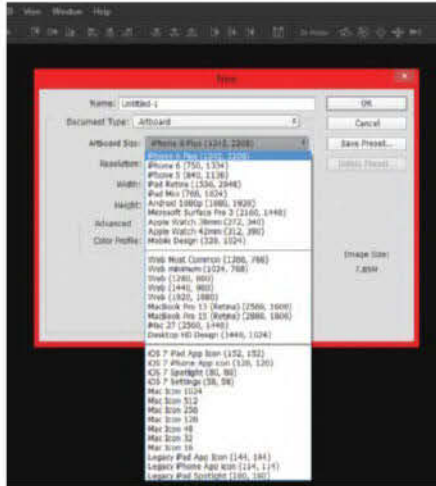 View Window Help
New
Name: Untitled-1
OK
Document Type: Artboard
Cancel
Artboard Size: iPhone 6 Plus (1242, 2208)
Save Preset...
iPhone 6 Plus (1242, 2208)
Resolution:
iPhone 6 (750, 1334)
Delete Preset...
iPhone 5 (640, 1136)
Width:
iPad Retina (1536, 2048)
iPad Mini (768, 1024)
Height:
Android 1080p (1080, 1920)
Microsoft Surface Pro 3 (2160, 1440)
Advanced
Apple Watch 38mm (272, 340)
Apple Watch 42mm (312, 390)
Color Profile:
Mobile Design (320, 1024)
Image Size:
7.85M
Web Most Common (1366, 768)
Web minimum (1024, 768)
Web (1280, 800)
Web (1440, 900)
Web (1920, 1080)
MacBook Pro 13 (Retina) (2560, 1600)
MacBook Pro 15 (Retina) (2880, 1800)
iMac 27 (2560, 1440)
Desktop HD Design (1440, 1024)
iOS 7 iPad App Icon (152, 152)
iOS 7 iPhone App Icon (120, 120)
iOS 7 Spotlight (80, 80)
iOS 7 Settings (58, 58)
Mac Icon 1024
Mac Icon 512
Mac Icon 256
Mac Icon 128
Mac Icon 48
Mac Icon 32
Mac Icon 16
Legacy iPad App Icon (144, 144)
Legacy iPhone App Icon (114, 114)
Legacy iPad Spotlight (100, 100)